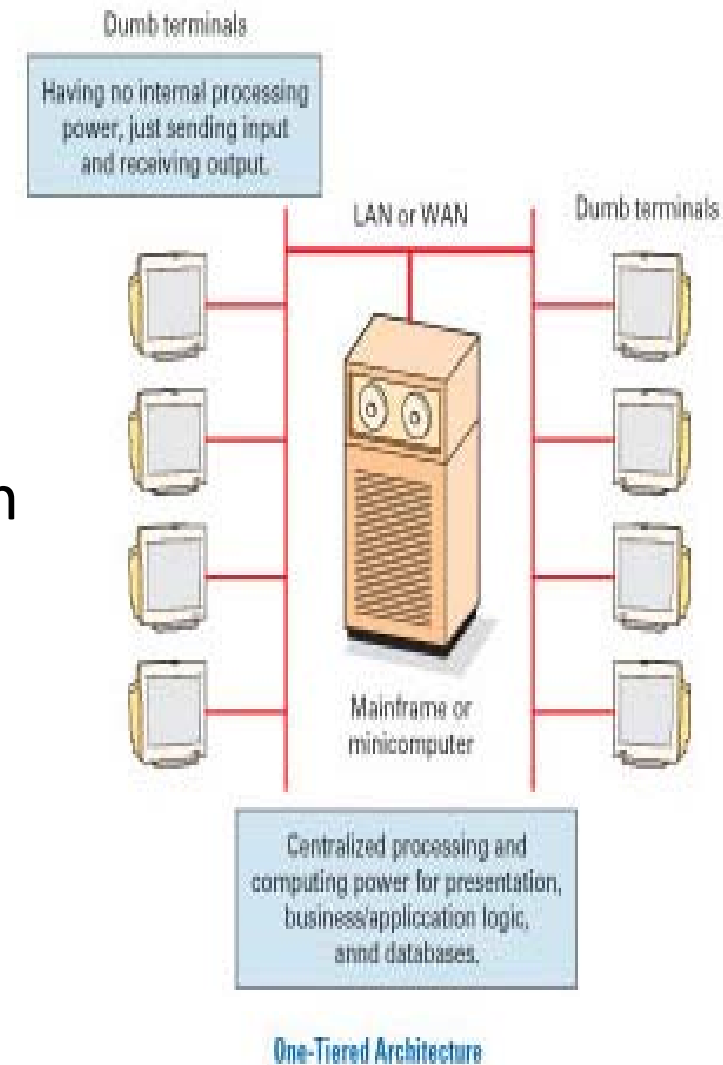 Dumb terminals
Having no internal processing
power, just sending input
and receiving output.
LAN or WAN
Dumb terminals
n
Mainframe or
minicomputer
Centralized processing and
computing power for presentation,
business/appliccation logic,
annd databases.
One-Tiered Architecture